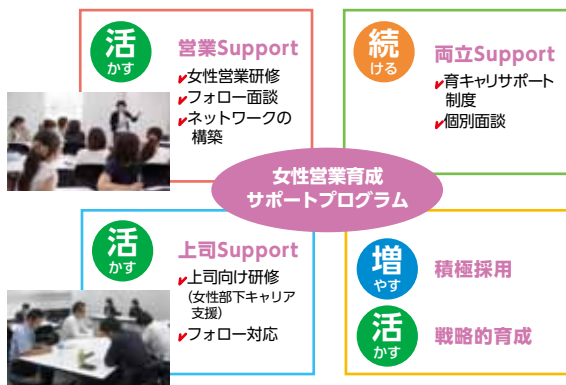 活
かす
営業Support
女性営業研修
フォロー面談
ネットワークの
構築
続
ける
両立Support
育キャリサポート
制度
個別面談
女性営業育成
サポートプログラム
活
かす
上司Support
上司向け研修
(女性部下キャリア
支援)
フォロー対応
増
やす
積極採用
活
かす
戦略的育成